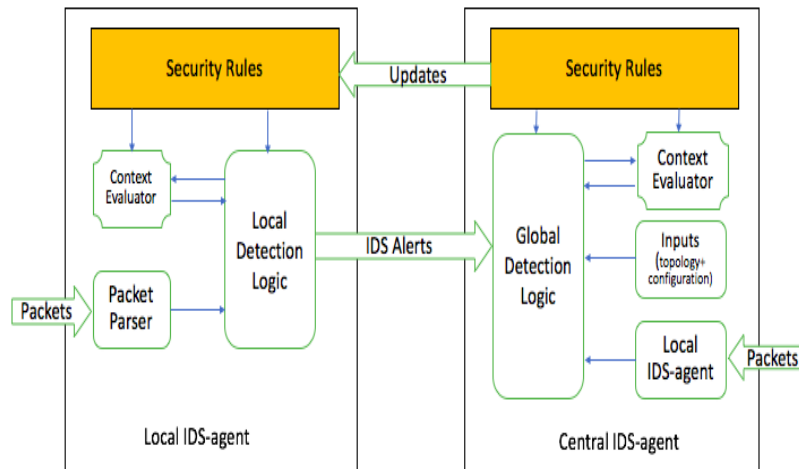 Security Rules
Updates
Security Rules
Context
Evaluator
Local
Detection
Logic
IDS Alerts
Global
Detection
Logic
Context
Evaluator
Inputs
(topology+
configuration)
Packets
Packet
Parser
Local
IDS-agent
Packets
Local IDS-agent
Central IDS-agent